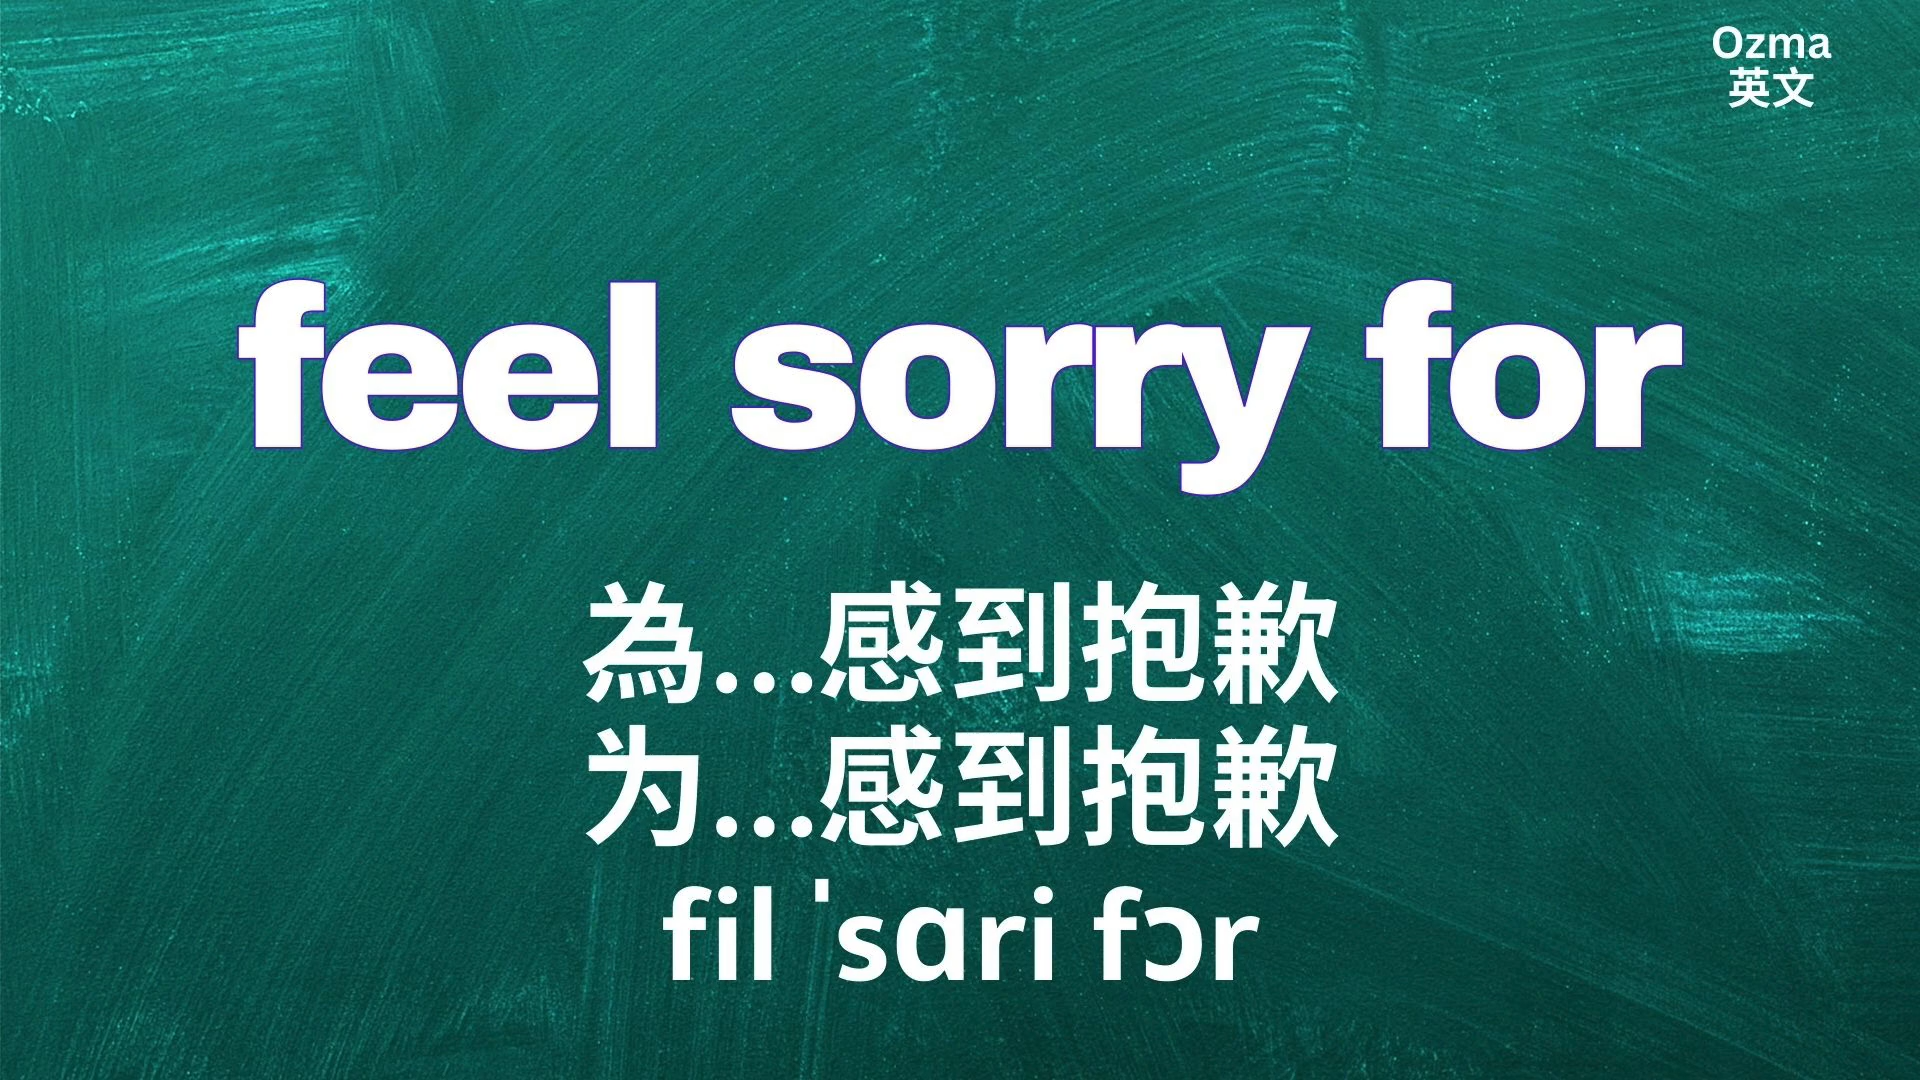 Ozma
英文
feel sorry for
為...感到抱歉
为...感到抱歉
fil ˈsɑri fɔr